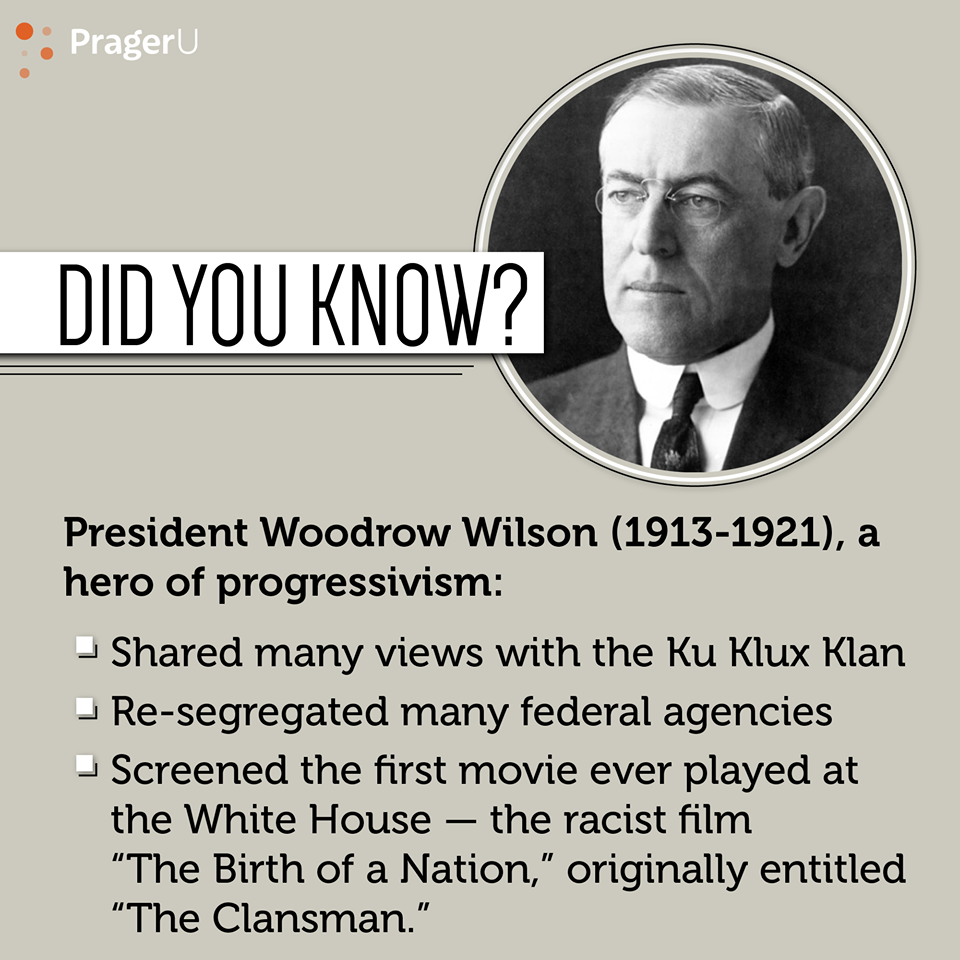 PragerU
DID YOU KNOW?
President Woodrow Wilson (1913-1921), a
hero of progressivism:
Shared many views with the Ku Klux Klan
Re-segregated many federal agencies
Screened the first movie ever played at
the White House — the racist film
“The Birth of a Nation,” originally entitled
“The Clansman.”